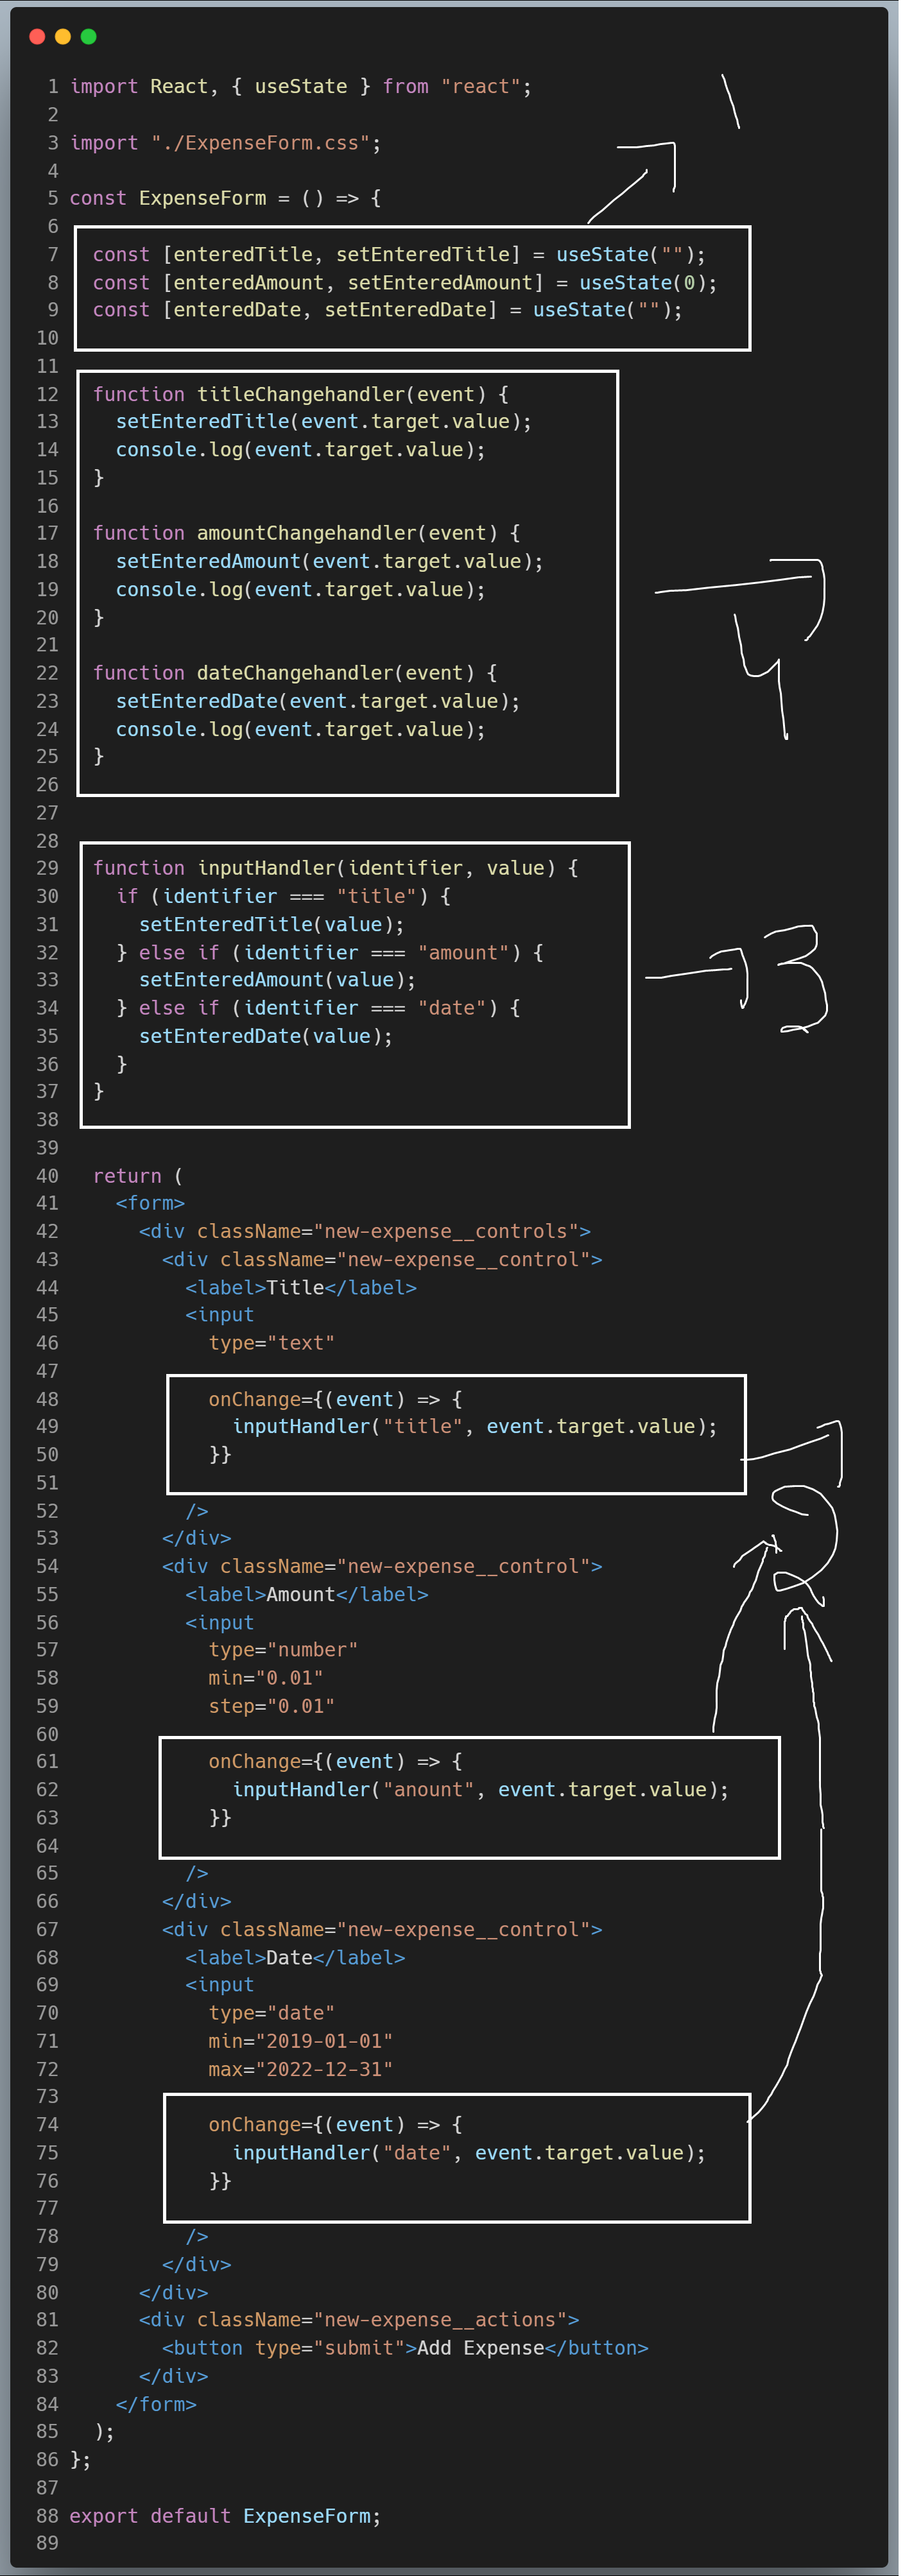 1 import React, { useState } from "react";
2
3 import "./ExpenseForm.css";
4
5 const ExpenseForm = () => {
6
7 const [enteredTitle, setEnteredTitle] = useState("");
8 const [enteredAmount, setEnteredAmount] = useState(0);
9 const [enteredDate, setEnteredDate] = useState("");
10
11
12 function titleChangehandler(event) {
13 setEnteredTitle(event.target.value);
14 console.log(event.target.value);
15 }
16
17 function amountChangehandler(event) {
18 setEnteredAmount(event.target.value);
19 console.log(event.target.value);
20 }
21
22 function dateChangehandler(event) {
23 setEnteredDate(event.target.value);
24 console.log(event.target.value);
25 }
26
27
28
29 function inputHandler(identifier, value) {
30 if (identifier === "title") {
31 setEnteredTitle(value);
32 } else if (identifier === "amount") {
33 setEnteredAmount(value);
34 } else if (identifier === "date") {
35 setEnteredDate(value);
36 }
37 }
38
39
40 return (
41 <form>
42 <div className="new-expense__controls">
43 <div className="new-expense__control">
44 <label>Title</label>
45 <input
46 type="text"
47
48 onChange={(event) => {
49 inputHandler("title", event.target.value);
50 }}
51
52 />
53 </div>
54 <div className="new-expense__control">
55 <label>Amount</label>
56 <input
57 type="number"
58 min="0.01"
59 step="0.01"
60
61 onChange={(event) => {
62 inputHandler("anount", event.target.value);
63 }}
64
65 />
66 </div>
67 <div className="new-expense__control">
68 <label>Date</label>
69 <input
70 type="date"
71 min="2019-01-01"
72 max="2022-12-31"
73
74 onChange={(event) => {
75 inputHandler("date", event.target.value);
76 }}
77
78 />
79 </div>
80 </div>
81 <div className="new-expense__actions">
82 <button type="submit">Add Expense</button>
83 </div>
84 </form>
85 );
86 };
87
88 export default ExpenseForm;
89
1
4
3
2